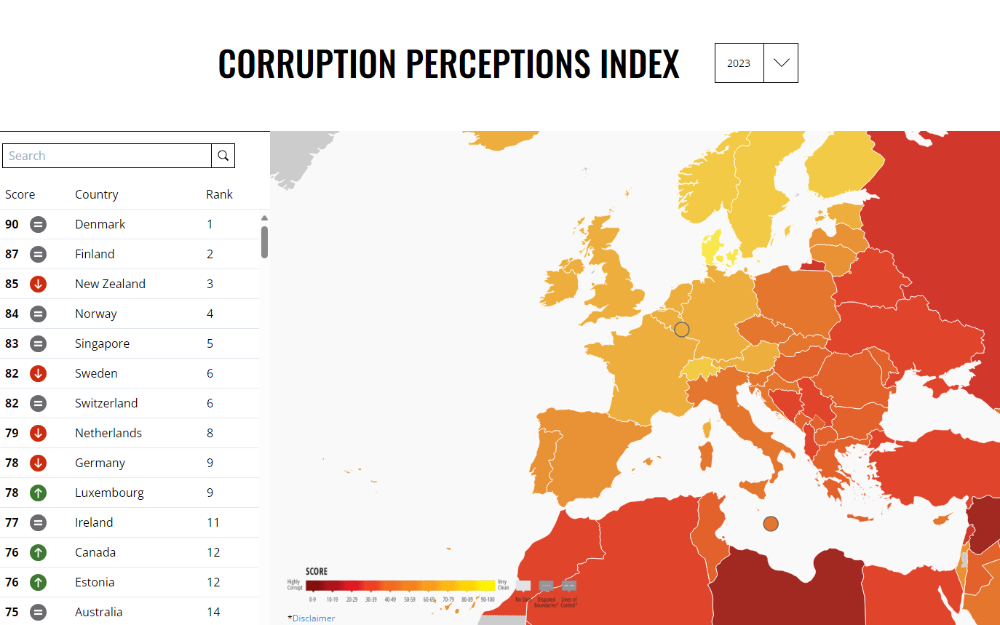 CORRUPTION PERCEPTIONS INDEX
2023
Search
Score Country Rank
90 Denmark 1
87 Finland 2
85 New Zealand 3
84 Norway 4
83 Singapore 5
82 Sweden 6
82 Switzerland 6
79 Netherlands 8
78 Germany 9
78 Luxembourg 9
77 Ireland 11
76 Canada 12
76 Estonia 12
75 Australia 14
SCORE
Highly Corrupt
Very Clean
0-9 10-19 20-29 30-39 40-49 50-59 60-69 70-79 80-89 90-100
No Data
Disputed Boundaries*
Lines of Control*
*Disclaimer